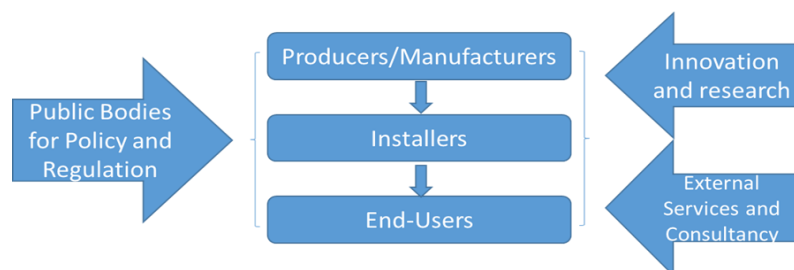 Public Bodies
for Policy and
Regulation
Producers/Manufacturers
Installers
End-Users
Innovation
and research
External
Services and
Consultancy